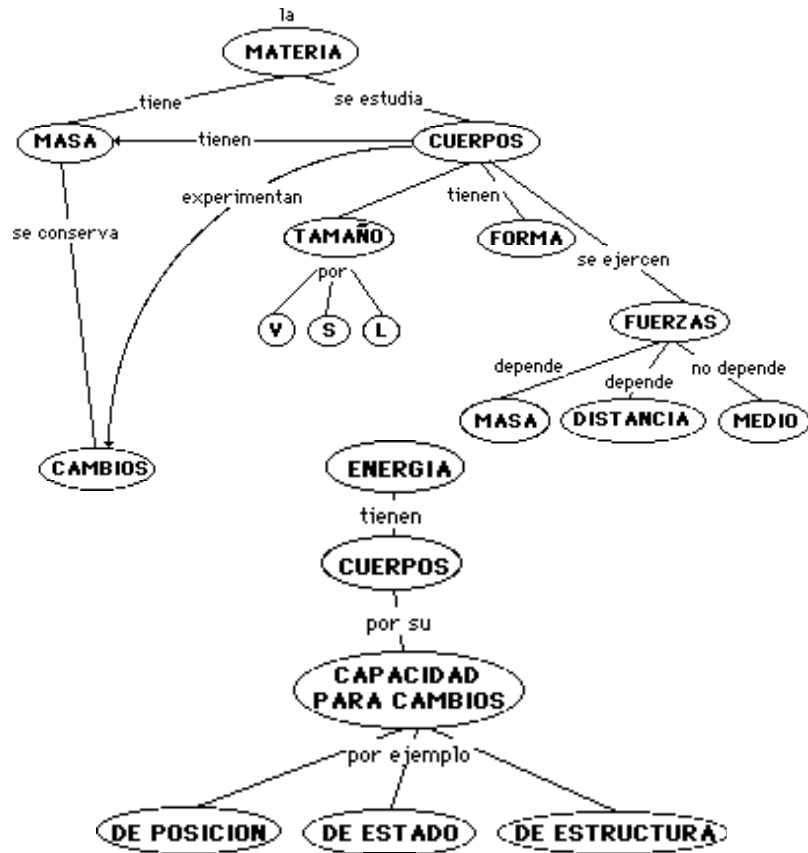 la
MATERIA
tiene
se estudia
MASA
tienen
CUERPOS
experimentan
tienen
se conserva
TAMAÑO
FORMA
se ejercen
por
V S L
FUERZAS
depende
depende
no depende
MASA
DISTANCIA
MEDIO
CAMBIOS
ENERGIA
tienen
CUERPOS
por su
CAPACIDAD
PARA CAMBIOS
por ejemplo
DE POSICION
DE ESTADO
DE ESTRUCTURA